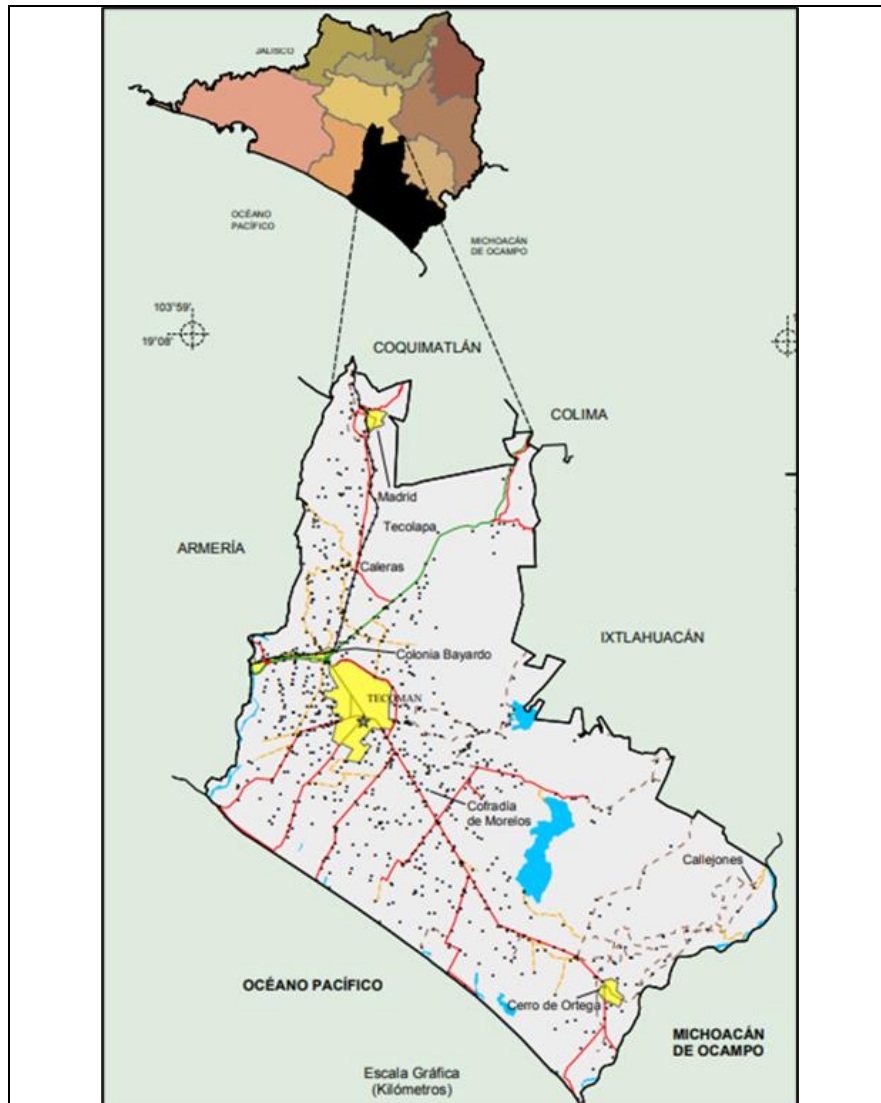 JALISCO
OCÉANO
PACÍFICO
MICHOACÁN
DE OCAMPO
103°59'
19°08'
COQUIMATLÁN
COLIMA
Madrid
Tecolapa
ARMERÍA
Caleras
IXTLAHUACÁN
Colonia Bayardo
TECOMAN
Cofradía
de Morelos
Callejones
OCÉANO PACÍFICO
Cerro de Ortega
MICHOACÁN
DE OCAMPO
Escala Gráfica
(Kilómetros)